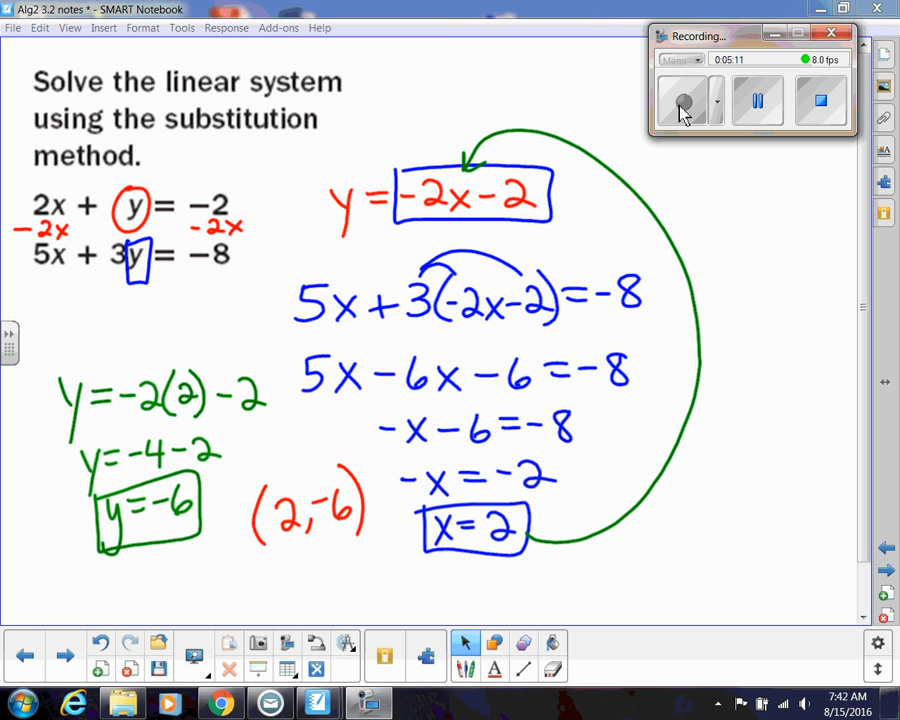 Alg2 3.2 notes * - SMART Notebook
File Edit View Insert Format Tools Response Add-ons Help
Recording...
Menu
0:05:11
8.0 fps
Solve the linear system
using the substitution
method.
2x + y = −2
−2x −2x
5x + 3y = −8
y = −2x−2
5x+3(-2x-2)=-8
5x-6x-6=-8
-x-6=-8
-x=-2
x=2
y=-2(2)-2
y=-4-2
y=-6
(2,-6)
A
7:42 AM
8/15/2016